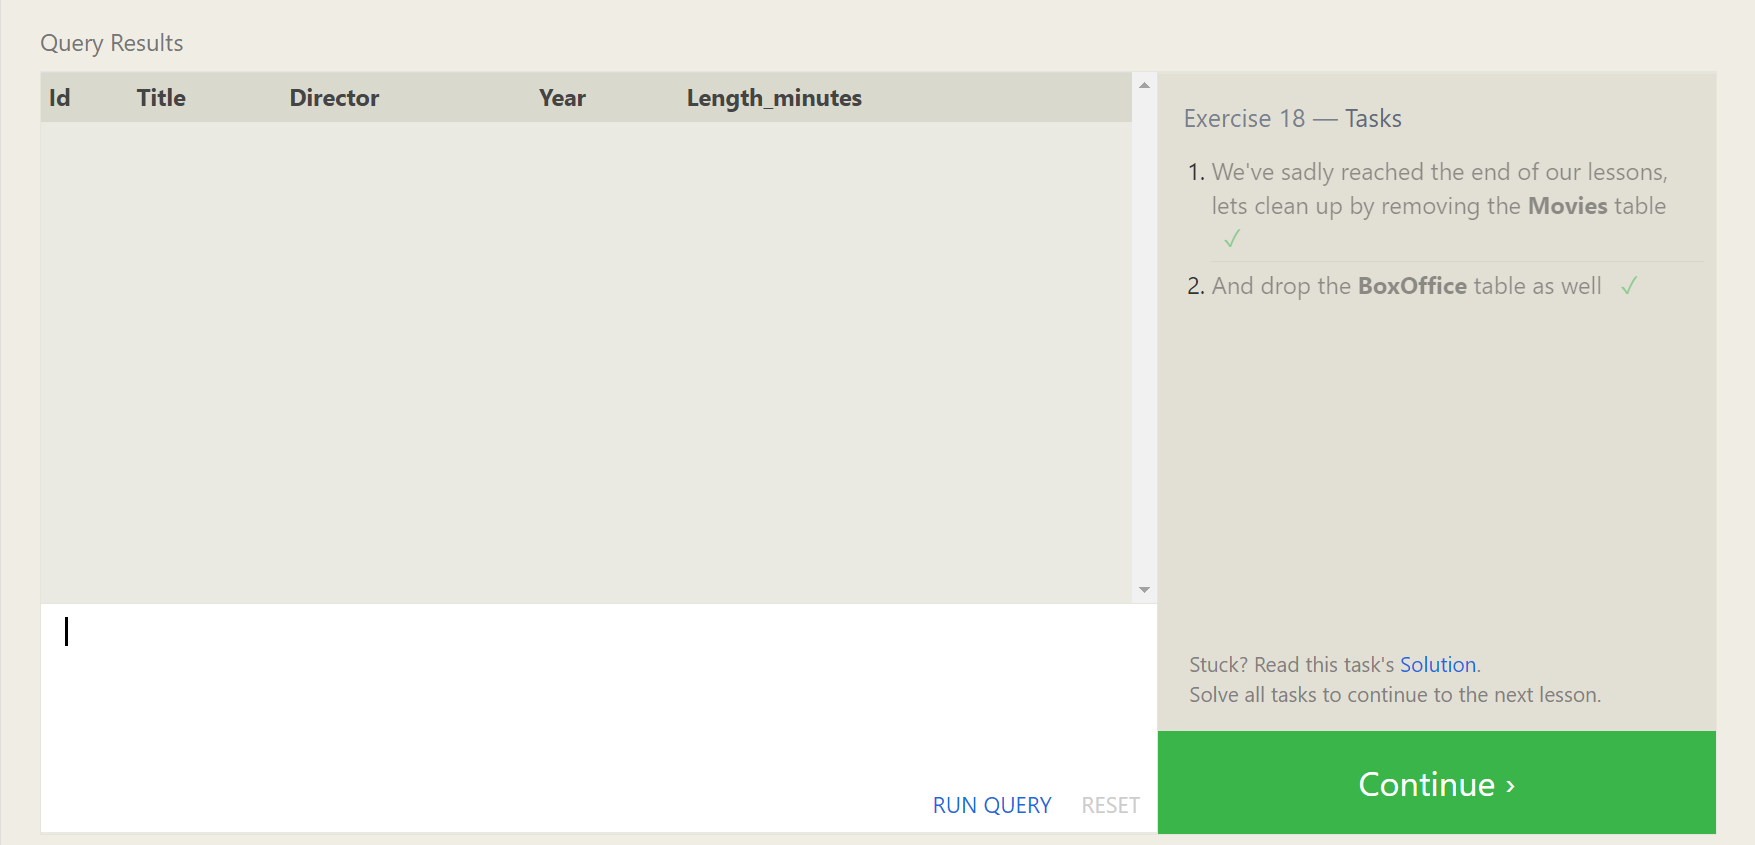 Query Results
Id Title Director Year Length_minutes
Exercise 18 — Tasks
1. We've sadly reached the end of our lessons,
lets clean up by removing the Movies table
✓
2. And drop the BoxOffice table as well ✓
Stuck? Read this task's Solution.
Solve all tasks to continue to the next lesson.
RUN QUERY RESET
Continue ›